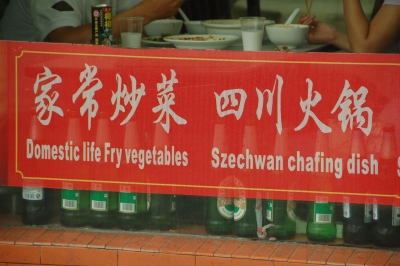 家常炒菜 四川火锅
Domestic life Fry vegetables Szechwan chafing dish